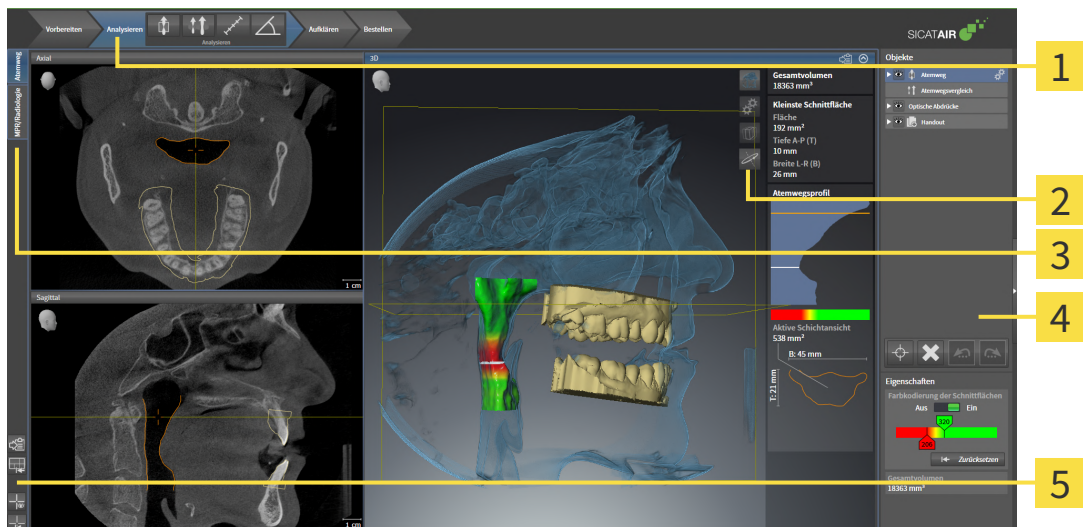 Vorbereiten
Analysieren
Analysieren
Aufklären
Bestellen
SICATAIR
1
Atemweg
MPR/Radiologie
Axial
1 cm
Sagittal
1 cm
3D
Gesamtvolumen
18363 mm³
Kleinste Schnittfläche
Fläche
192 mm²
Tiefe A-P (T)
10 mm
Breite L-R (B)
26 mm
Atemwegsprofil
Aktive Schichtansicht
538 mm²
B: 45 mm
T: 21 mm
Objekte
Atemweg
Atemwegsvergleich
Optische Abdrücke
Handout
2
3
4
Eigenschaften
Farbkodierung der Schnittflächen
Aus
Ein
320
200
Zurücksetzen
Gesamtvolumen
18363 mm³
5